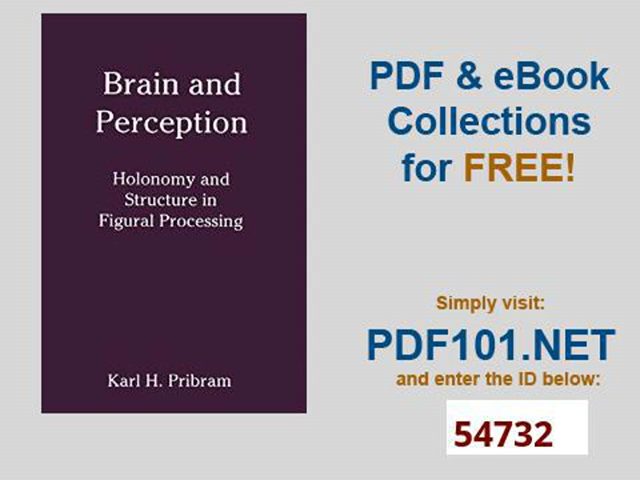 Brain and
Perception
Holonomy and
Structure in
Figural Processing
Karl H. Pribram
PDF & eBook
Collections
for FREE!
Simply visit:
PDF101.NET
and enter the ID below:
54732